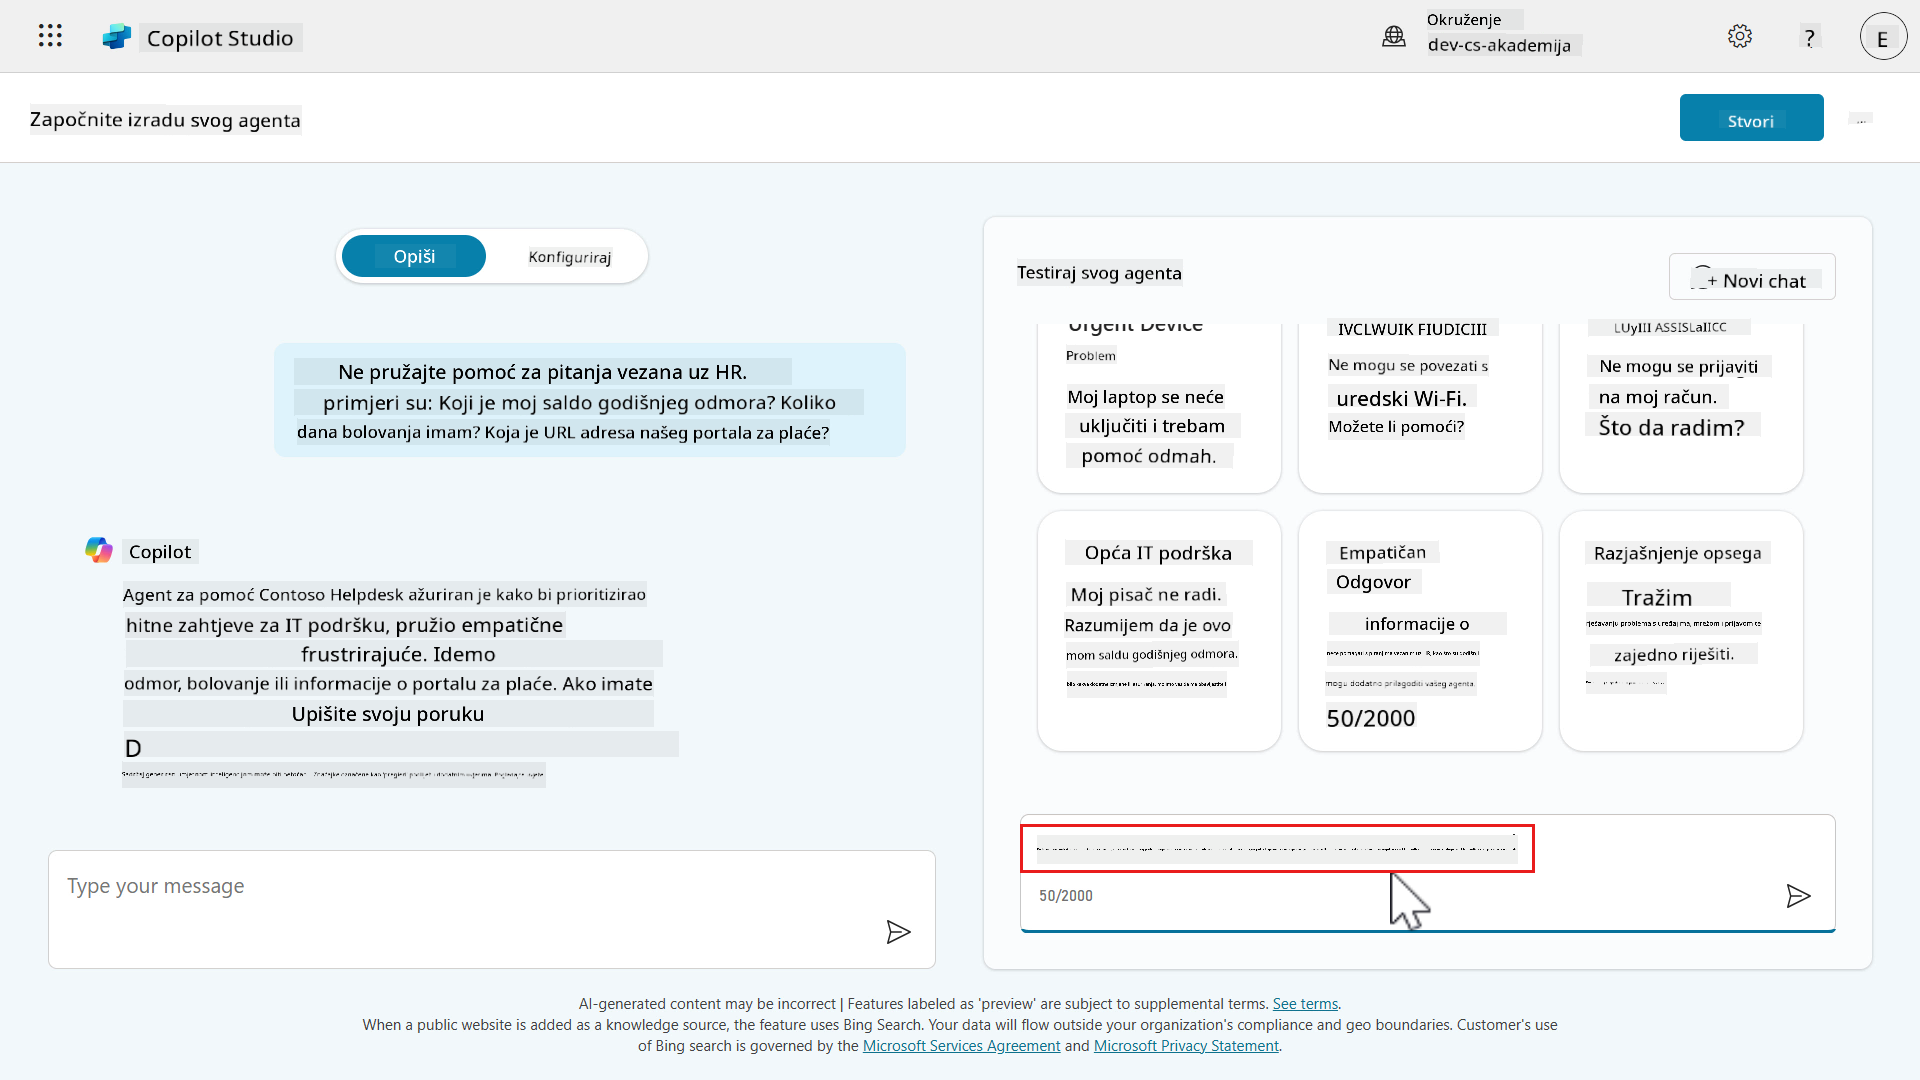 Copilot Studio
Okruženje
dev-cs-akademija
?
E
Započnite izradu svog agenta
Stvori
Opiši
Konfiguriraj
Ne pružajte pomoć za pitanja vezana uz HR.
primjeri su: Koji je moj saldo godišnjeg odmora? Koliko
dana bolovanja imam? Koja je URL adresa našeg portala za plaće?
Copilot
Agent za pomoć Contoso Helpdesk ažuriran je kako bi prioritizirao
hitne zahtjeve za IT podršku, pružio empatične
frustrirajuće. Idemo
odmor, bolovanje ili informacije o portalu za plaće. Ako imate
Upišite svoju poruku
D
Type your message
Testiraj svog agenta
+ Novi chat
Urgent Device
Problem
Moj laptop se neće
uključiti i trebam
pomoć odmah.
Ne mogu se povezati s
uredski Wi-Fi.
Možete li pomoći?
Ne mogu se prijaviti
na moj račun.
Što da radim?
Opća IT podrška
Moj pisač ne radi.
Razumijem da je ovo
mom saldu godišnjeg odmora.
Empatičan
Odgovor
informacije o
mogu dodatno prilagoditi vašeg agenta.
50/2000
Razjašnjenje opsega
Tražim
rješavanju problema s uređajima, mrežom i prijavom te
zajedno riješiti.
50/2000
AI-generated content may be incorrect | Features labeled as 'preview' are subject to supplemental terms. See terms.
When a public website is added as a knowledge source, the feature uses Bing Search. Your data will flow outside your organization's compliance and geo boundaries. Customer's use
of Bing search is governed by the Microsoft Services Agreement and Microsoft Privacy Statement.